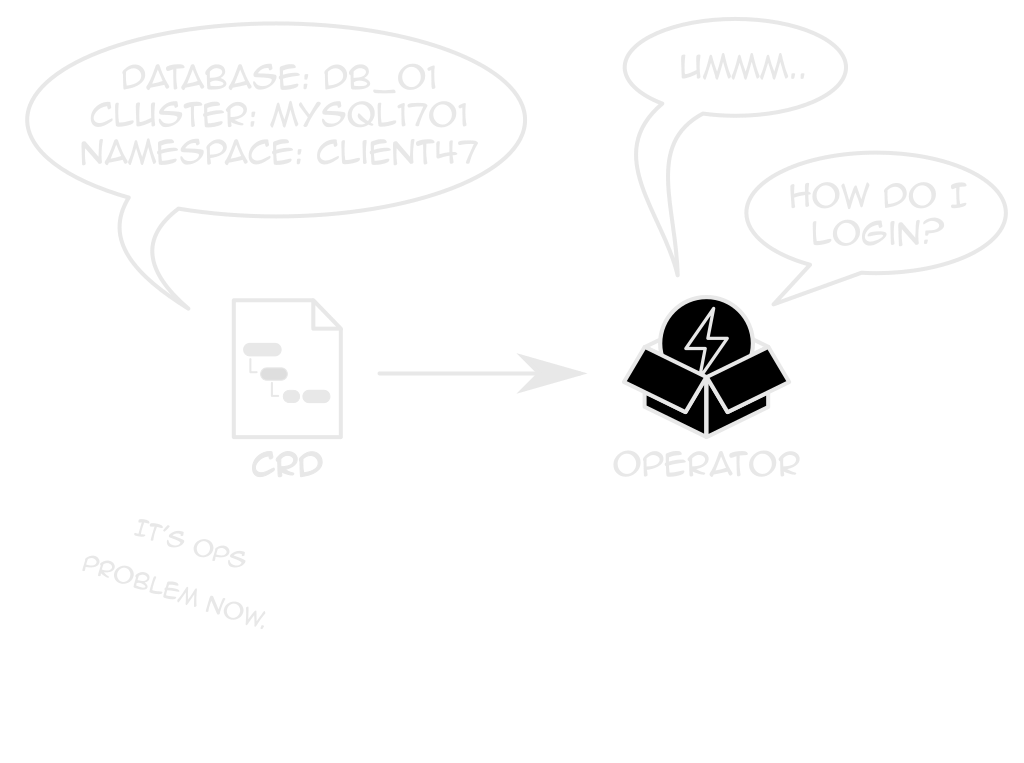 DATABASE: DB_01
CLUSTER: MYSQL1701
NAMESPACE: CLIENT47
UMMM..
HOW DO I
LOGIN?
CRD
OPERATOR
IT'S OPS
PROBLEM NOW.